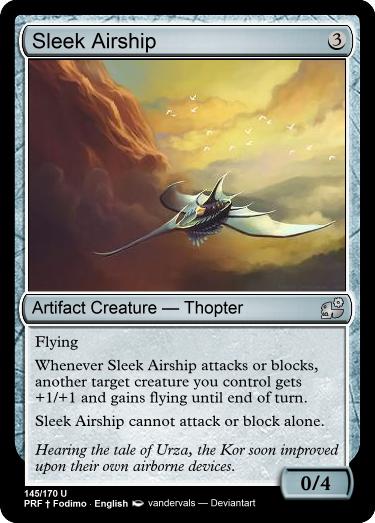 Sleek Airship 3
Artifact Creature — Thopter
Flying
Whenever Sleek Airship attacks or blocks,
another target creature you control gets
+1/+1 and gains flying until end of turn.
Sleek Airship cannot attack or block alone.
Hearing the tale of Urza, the Kor soon improved
upon their own airborne devices.
0/4
145/170 U
PRF † Fodimo · English vandervals — Deviantart